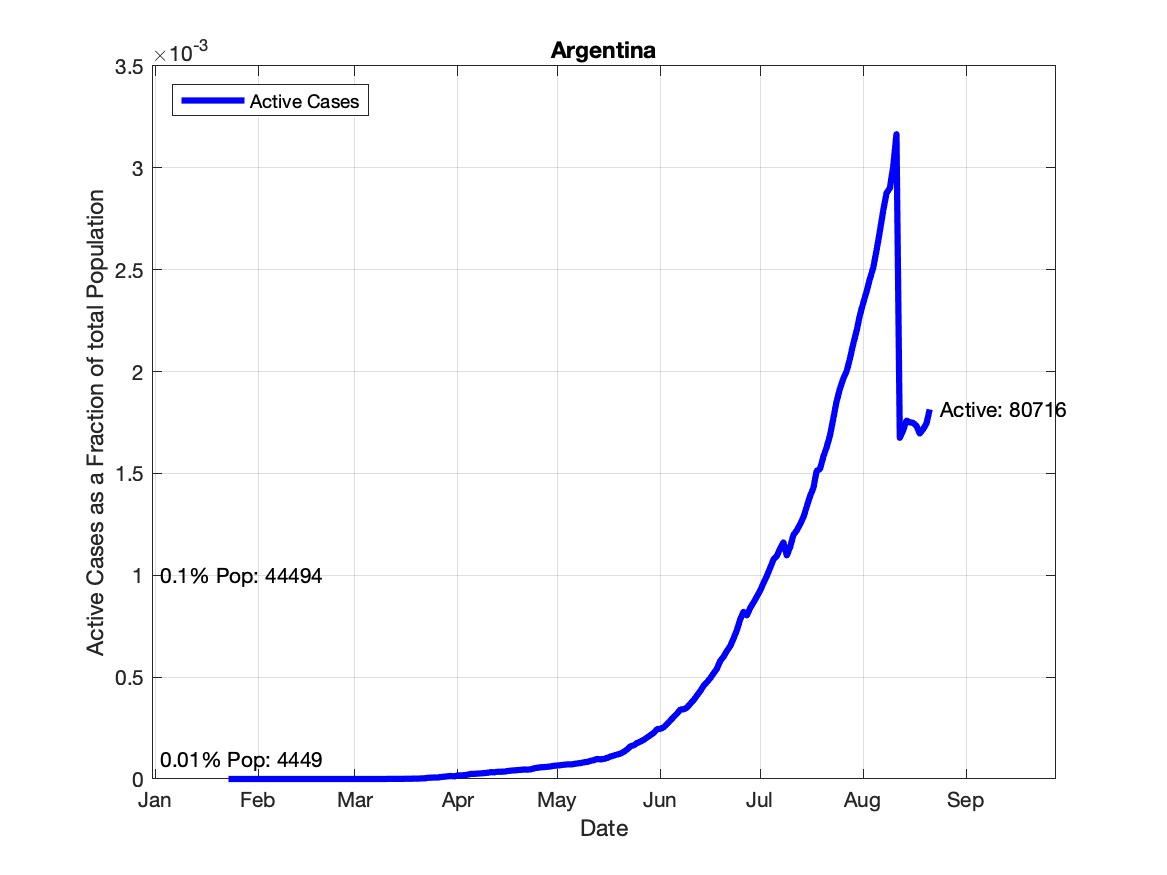 Argentina
×10-3
3.5
3
2.5
2
1.5
1
0.5
0
Active Cases as a Fraction of total Population
Active Cases
Active: 80716
0.1% Pop: 44494
0.01% Pop: 4449
Jan Feb Mar Apr May Jun Jul Aug Sep
Date